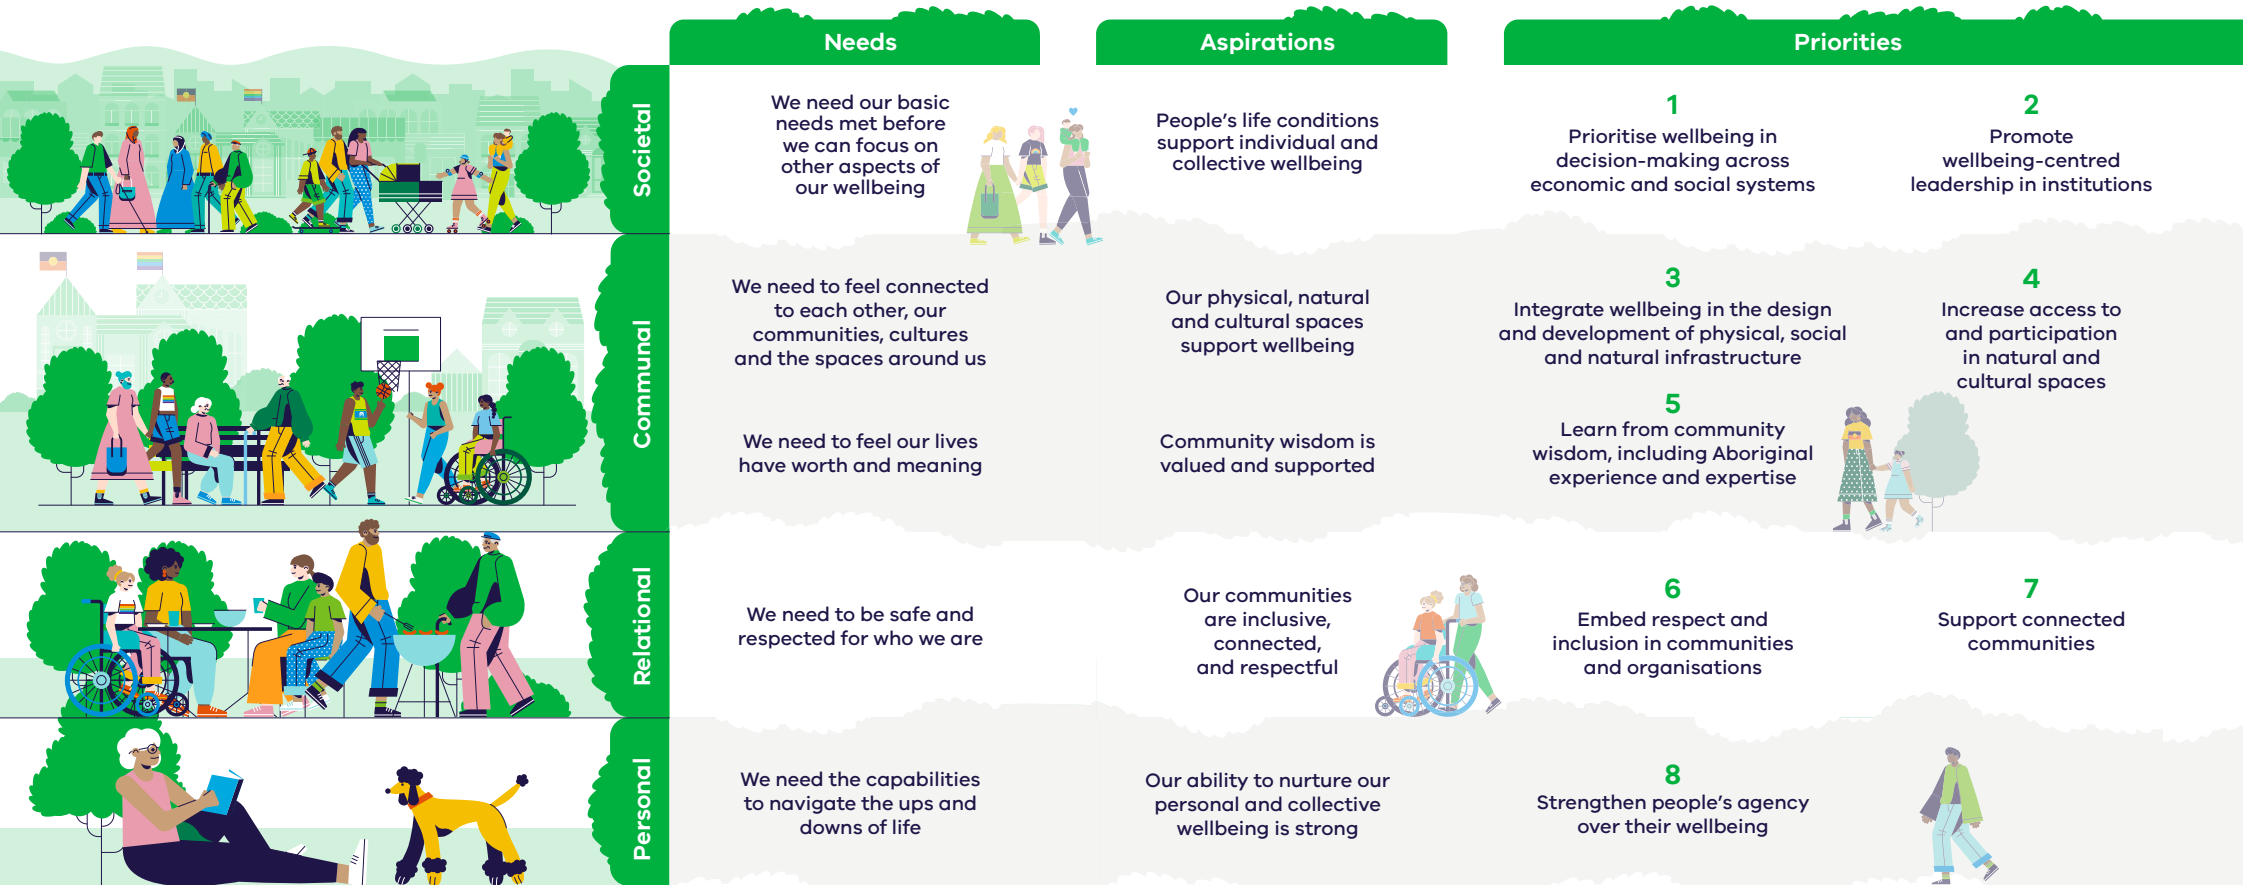 Needs
Aspirations
Priorities
Societal
We need our basic
needs met before
we can focus on
other aspects of
our wellbeing
People’s life conditions
support individual and
collective wellbeing
1
Prioritise wellbeing in
decision-making across
economic and social systems
2
Promote
wellbeing-centred
leadership in institutions
Communal
We need to feel connected
to each other, our
communities, cultures
and the spaces around us
Our physical, natural
and cultural spaces
support wellbeing
3
Integrate wellbeing in the design
and development of physical, social
and natural infrastructure
4
Increase access to
and participation
in natural and
cultural spaces
We need to feel our lives
have worth and meaning
Community wisdom is
valued and supported
5
Learn from community
wisdom, including Aboriginal
experience and expertise
Relational
We need to be safe and
respected for who we are
Our communities
are inclusive,
connected,
and respectful
6
Embed respect and
inclusion in communities
and organisations
7
Support connected
communities
Personal
We need the capabilities
to navigate the ups and
downs of life
Our ability to nurture our
personal and collective
wellbeing is strong
8
Strengthen people’s agency
over their wellbeing